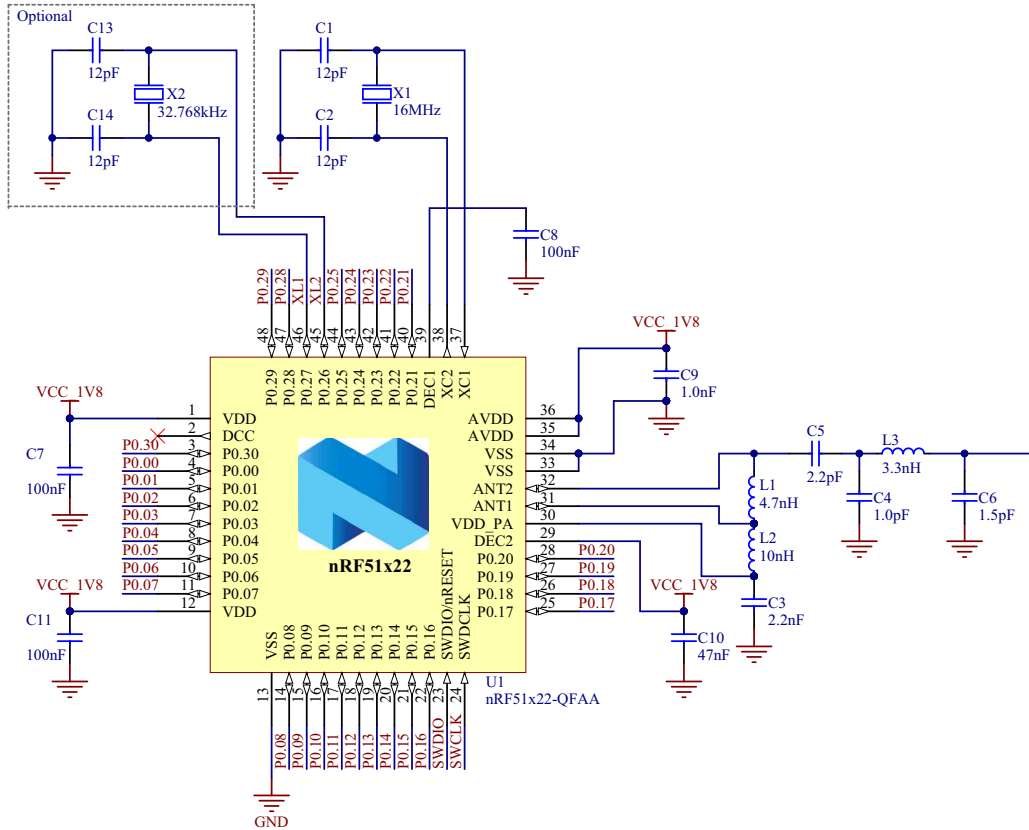 Optional
C13
12pF
X2
32.768kHz
C14
12pF
C1
12pF
X1
16MHz
C2
12pF
C8
100nF
P0.29
P0.28
XL1
XL2
P0.25
P0.24
P0.23
P0.22
P0.21
48
47
46
45
44
43
42
41
40
39
38
37
P0.29
P0.28
P0.27
P0.26
P0.25
P0.24
P0.23
P0.22
P0.21
DEC1
XC2
XC1
VCC_1V8
C9
1.0nF
VCC_1V8
C7
100nF
1 VDD
2 DCC
P0.30 3 P0.30
P0.00 4 P0.00
P0.01 5 P0.01
P0.02 6 P0.02
P0.03 7 P0.03
P0.04 8 P0.04
P0.05 9 P0.05
P0.06 10 P0.06
P0.07 11 P0.07
12 VDD
VCC_1V8
C11
100nF
nRF51x22
AVDD 36
AVDD 35
VSS 34
VSS 33
ANT2 32
ANT1 31
VDD_PA 30
DEC2 29
P0.20 28 P0.20
P0.19 27 P0.19
P0.18 26 P0.18
P0.17 25 P0.17
C5
2.2pF
L3
3.3nH
L1
4.7nH
C4
1.0pF
C6
1.5pF
L2
10nH
VCC_1V8
C3
2.2nF
C10
47nF
VSS
P0.08
P0.09
P0.10
P0.11
P0.12
P0.13
P0.14
P0.15
P0.16
SWDIO/nRESET
SWDCLK
U1
nRF51x22-QFAA
13
14
15
16
17
18
19
20
21
22
23
24
P0.08
P0.09
P0.10
P0.11
P0.12
P0.13
P0.14
P0.15
P0.16
SWDIO
SWCLK
GND